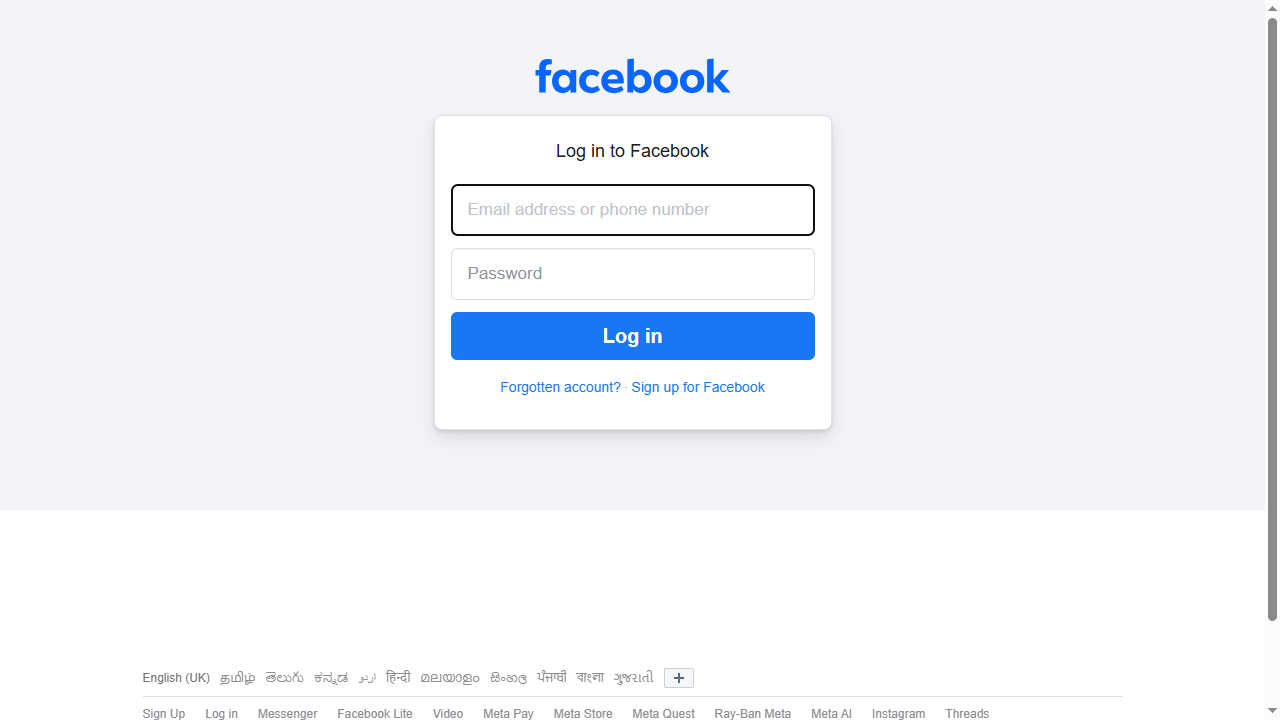 facebook
Log in to Facebook
Email address or phone number
Password
Log in
Forgotten account? · Sign up for Facebook
English (UK) தமிழ் తెలుగు ಕನ್ನಡ اردو हिन्दी മലയാളം සිංහල ਪੰਜਾਬੀ বাংলা ગુજરાતી
Sign Up Log in Messenger Facebook Lite Video Meta Pay Meta Store Meta Quest Ray-Ban Meta Meta AI Instagram Threads